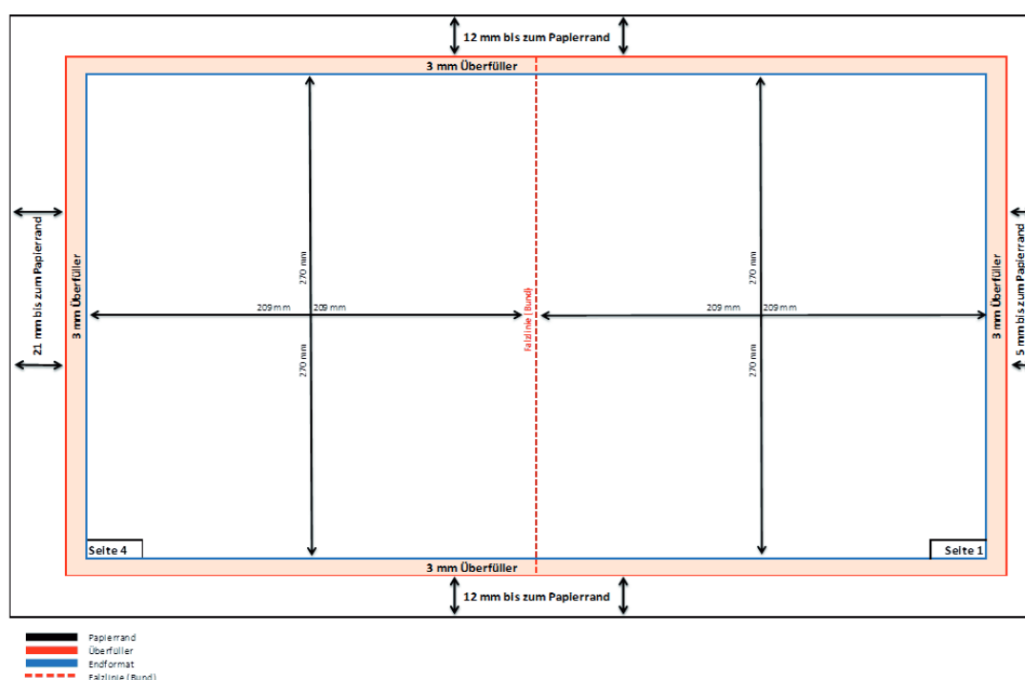 12 mm bis zum Papierrand
3 mm Überfüller
21 mm bis zum Papierrand
3 mm Überfüller
270 mm
209 mm
209 mm
270 mm
Falzlinie (Bund)
270 mm
209 mm
209 mm
270 mm
3 mm Überfüller
5 mm bis zum Papierrand
Seite 4
Seite 1
3 mm Überfüller
12 mm bis zum Papierrand
Papierrand
Überfüller
Endformat
Falzlinie (Bund)